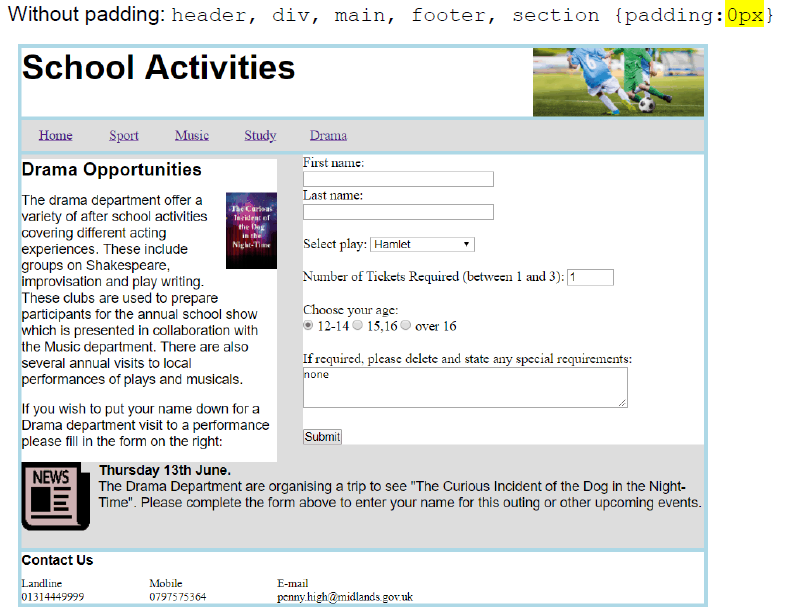 Without padding: header, div, main, footer, section {padding:0px}
School Activities
Home Sport Music Study Drama
Drama Opportunities
The drama department offer a
variety of after school activities
covering different acting
experiences. These include
groups on Shakespeare,
improvisation and play writing.
These clubs are used to prepare
participants for the annual school show
which is presented in collaboration with
the Music department. There are also
several annual visits to local
performances of plays and musicals.
The Curious
Incident of
the Dog
in the
Night-Time
If you wish to put your name down for a
Drama department visit to a performance
please fill in the form on the right:
First name:
Last name:
Select play: Hamlet
Number of Tickets Required (between 1 and 3): 1
Choose your age:
12-14 15,16 over 16
If required, please delete and state any special requirements:
none
Submit
NEWS
Thursday 13th June.
The Drama Department are organising a trip to see "The Curious Incident of the Dog in the Night-
Time". Please complete the form above to enter your name for this outing or other upcoming events.
Contact Us
Landline Mobile E-mail
01314449999 0797575364 penny.high@midlands.gov.uk